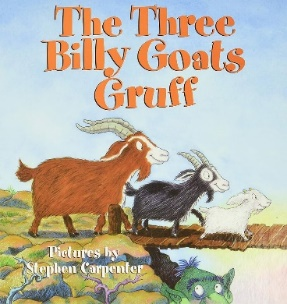 The Three
Billy Goats
Gruff
Pictures by
Stephen Carpenter